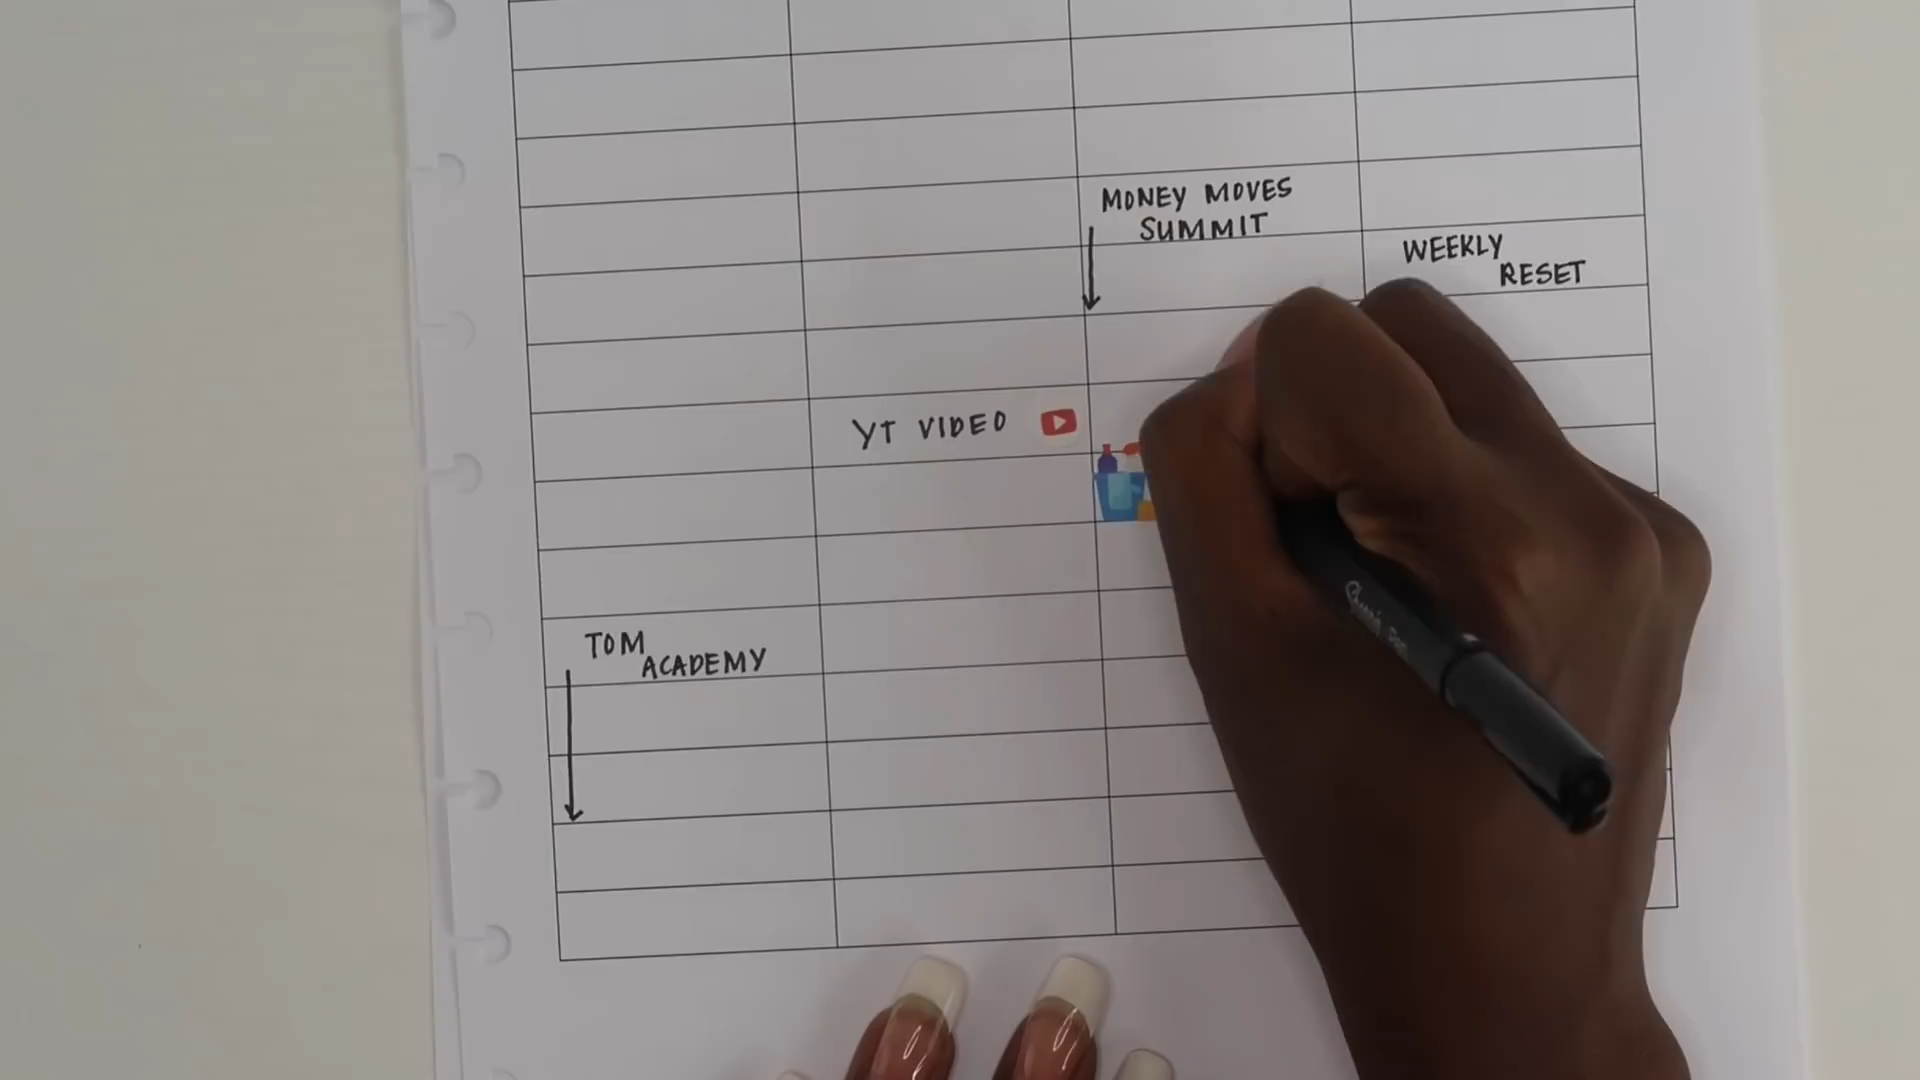 MONEY MOVES
SUMMIT
WEEKLY
RESET
YT VIDEO
TOM
ACADEMY